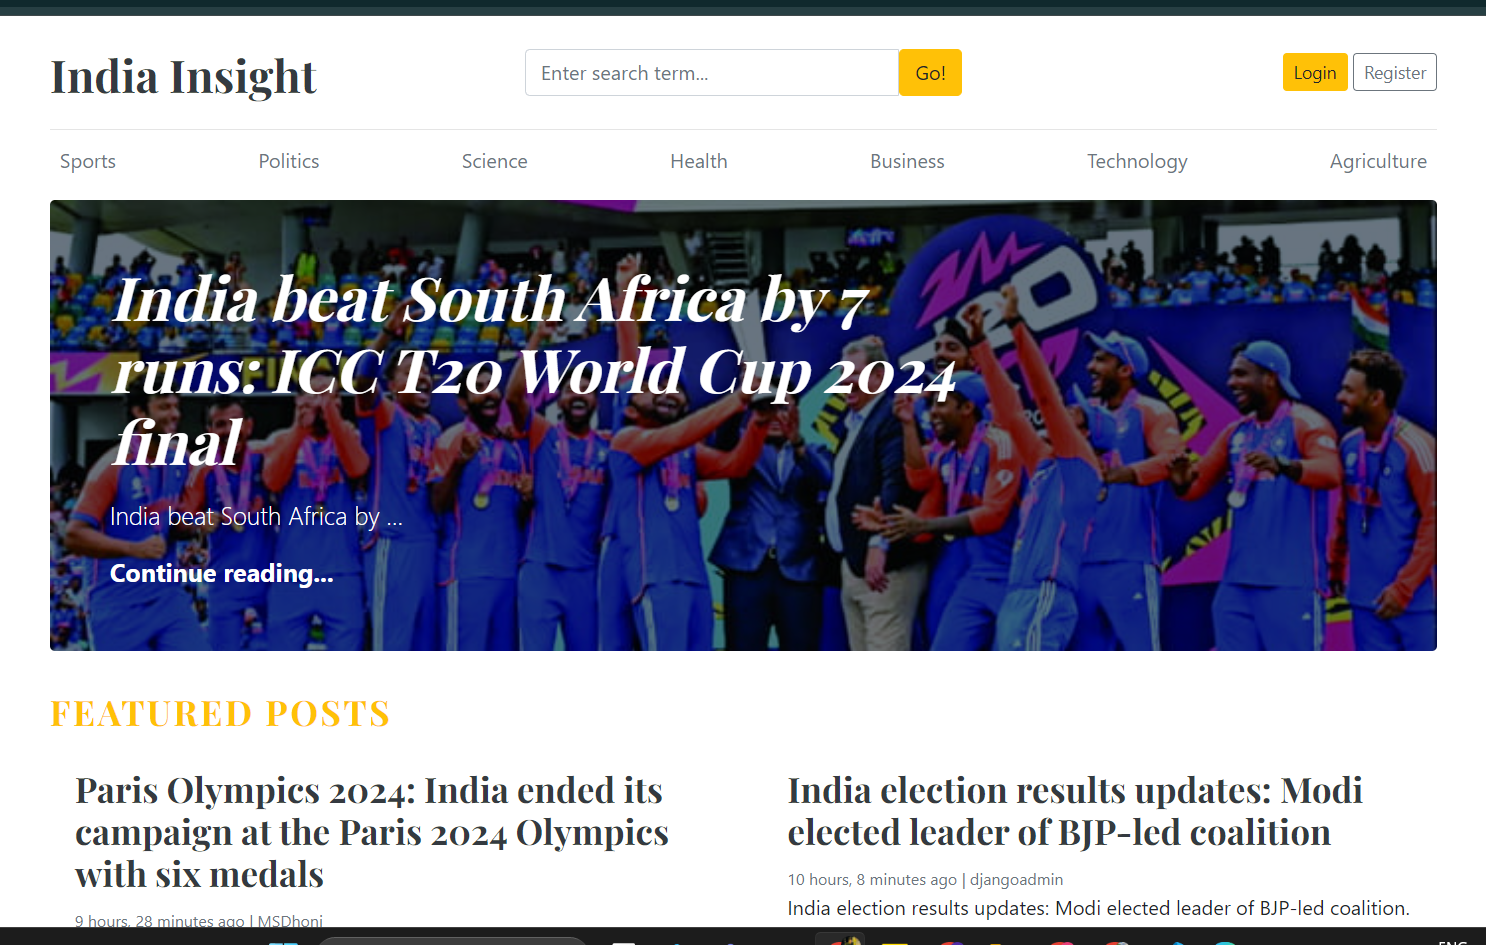 India Insight
Enter search term...
Go!
Login
Register
Sports
Politics
Science
Health
Business
Technology
Agriculture
India beat South Africa by 7
runs: ICC T20 World Cup 2024
final
India beat South Africa by ...
Continue reading...
T20
FEATURED POSTS
Paris Olympics 2024: India ended its
campaign at the Paris 2024 Olympics
with six medals
9 hours, 28 minutes ago | MSDhoni
India election results updates: Modi
elected leader of BJP-led coalition
10 hours, 8 minutes ago | djangoadmin
India election results updates: Modi elected leader of BJP-led coalition.
ENG